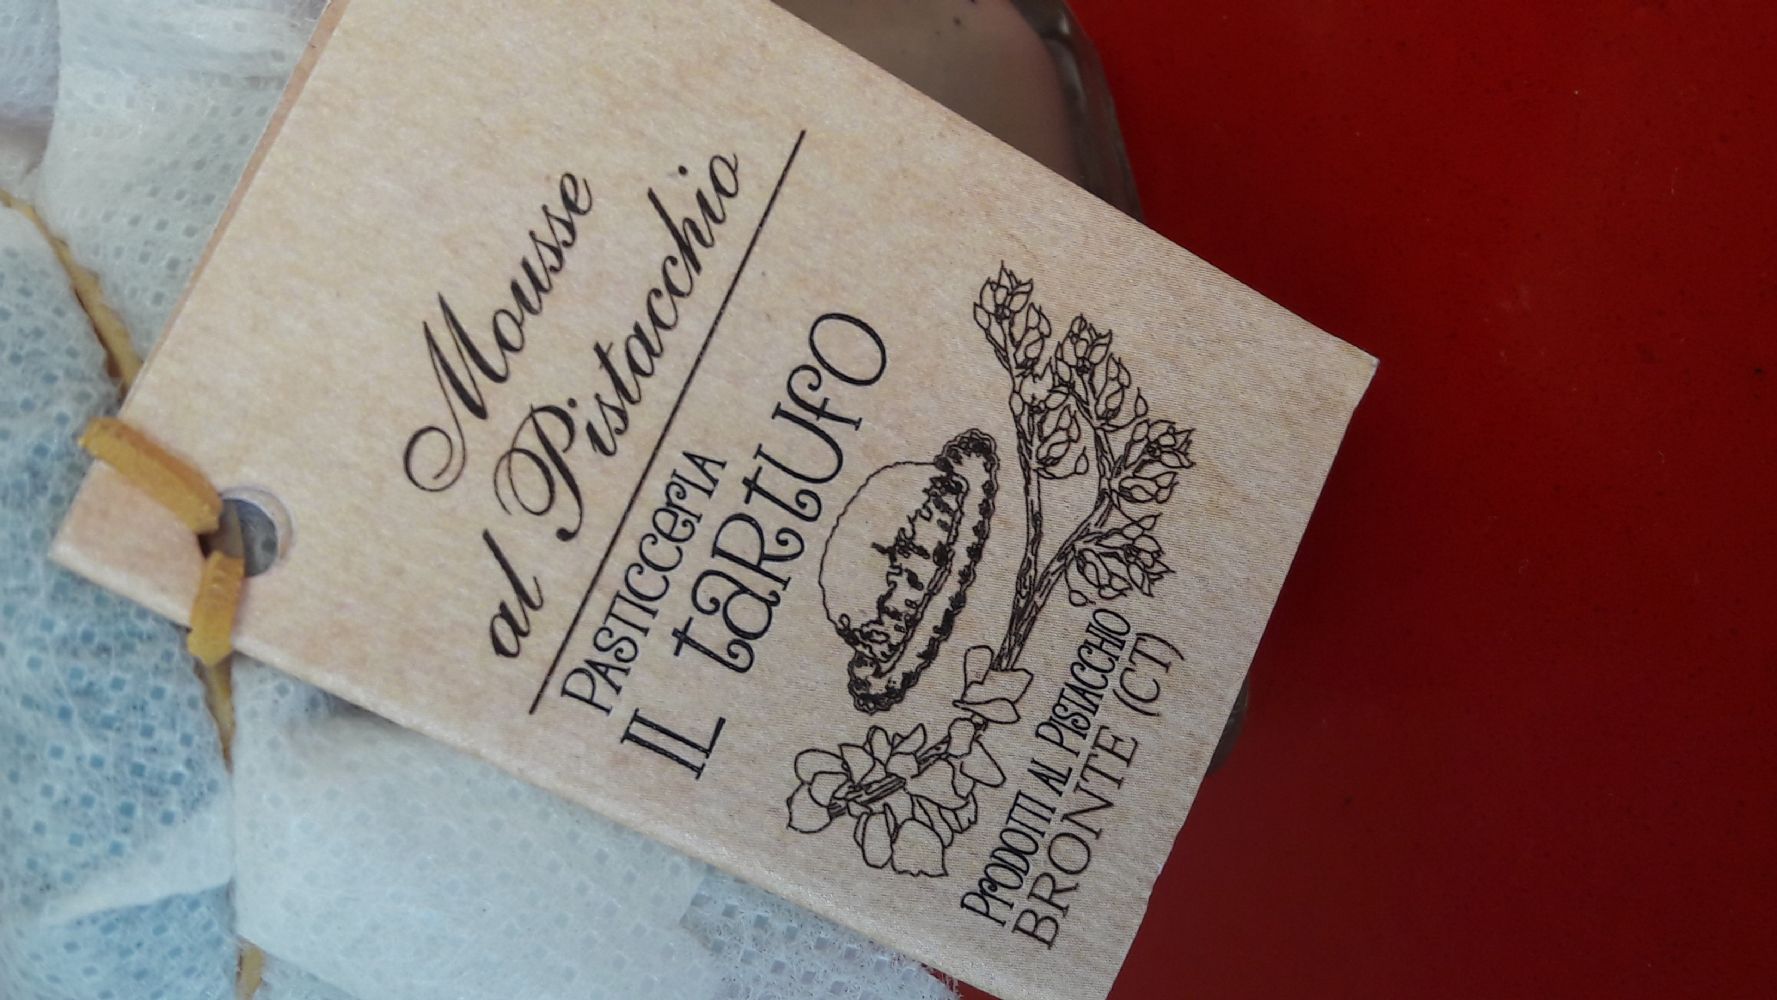 Mousse
al Pistacchio
PASTICCERIA
IL TARTUFO
PRODOTTI AL PISTACCHIO
BRONTE (CT)